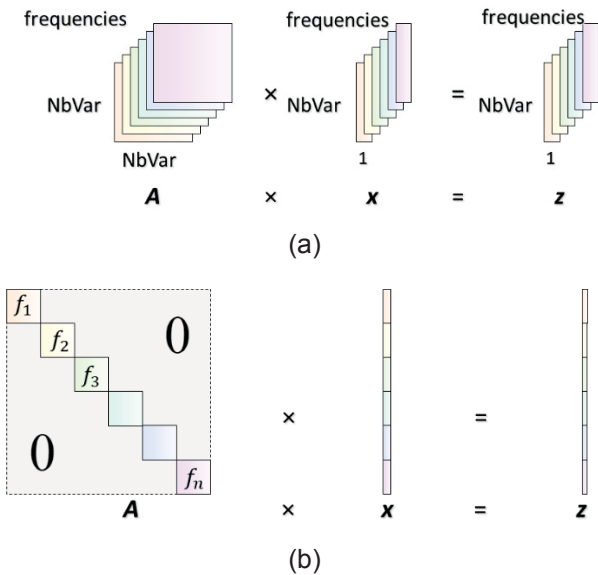 frequencies frequencies frequencies
NbVar × NbVar = NbVar
NbVar 1 1
A × x = z
(a)
f1
f2 0
f3
× =
0
fn
A × x = z
(b)